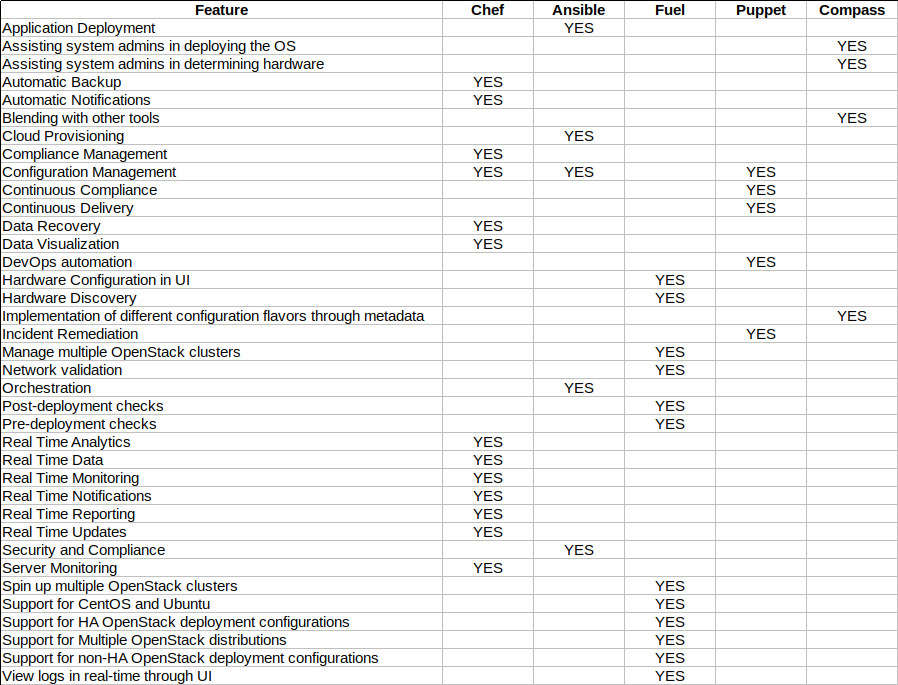 Feature Chef Ansible Fuel Puppet Compass
Application Deployment YES
Assisting system admins in deploying the OS YES
Assisting system admins in determining hardware YES
Automatic Backup YES
Automatic Notifications YES
Blending with other tools YES
Cloud Provisioning YES
Compliance Management YES
Configuration Management YES YES YES
Continuous Compliance YES
Continuous Delivery YES
Data Recovery YES
Data Visualization YES
DevOps automation YES
Hardware Configuration in UI YES
Hardware Discovery YES
Implementation of different configuration flavors through metadata YES
Incident Remediation YES
Manage multiple OpenStack clusters YES
Network validation YES
Orchestration YES
Post-deployment checks YES
Pre-deployment checks YES
Real Time Analytics YES
Real Time Data YES
Real Time Monitoring YES
Real Time Notifications YES
Real Time Reporting YES
Real Time Updates YES
Security and Compliance YES
Server Monitoring YES
Spin up multiple OpenStack clusters YES
Support for CentOS and Ubuntu YES
Support for HA OpenStack deployment configurations YES
Support for Multiple OpenStack distributions YES
Support for non-HA OpenStack deployment configurations YES
View logs in real-time through UI YES